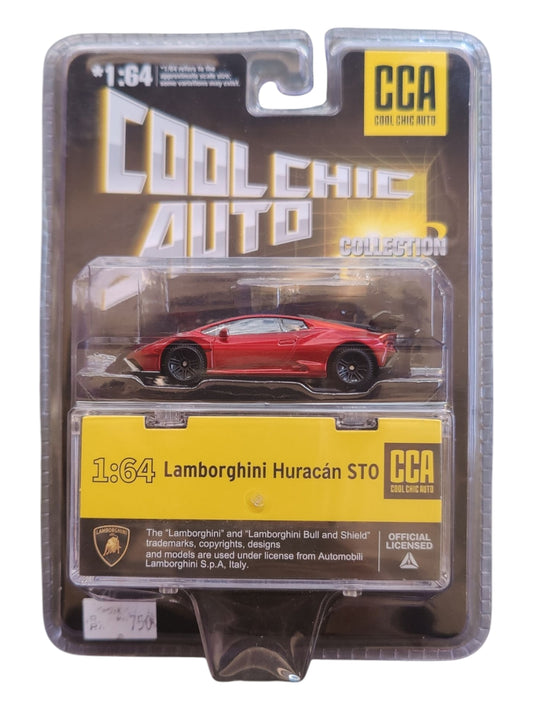 *1:64
*1:64 refers to the
approximate scale size,
some variations may exist.
CCA
COOL CHIC AUTO
COOL CHIC
AUTO
COLLECTION
1:64 Lamborghini Huracán STO
CCA
COOL CHIC AUTO
LAMBORGHINI
The "Lamborghini" and "Lamborghini Bull and Shield"
trademarks, copyrights, designs
and models are used under license from Automobili
Lamborghini S.p.A, Italy.
OFFICIAL
LICENSED
750